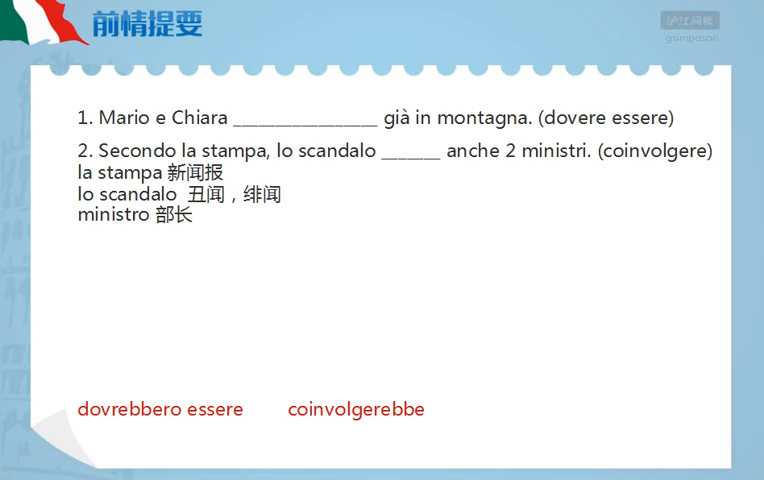 前情提要
沪江网校
gsimposon
1. Mario e Chiara _________________ già in montagna. (dovere essere)
2. Secondo la stampa, lo scandalo _______ anche 2 ministri. (coinvolgere)
la stampa 新闻报
lo scandalo 丑闻，绯闻
ministro 部长
dovrebbero essere coinvolgerebbe